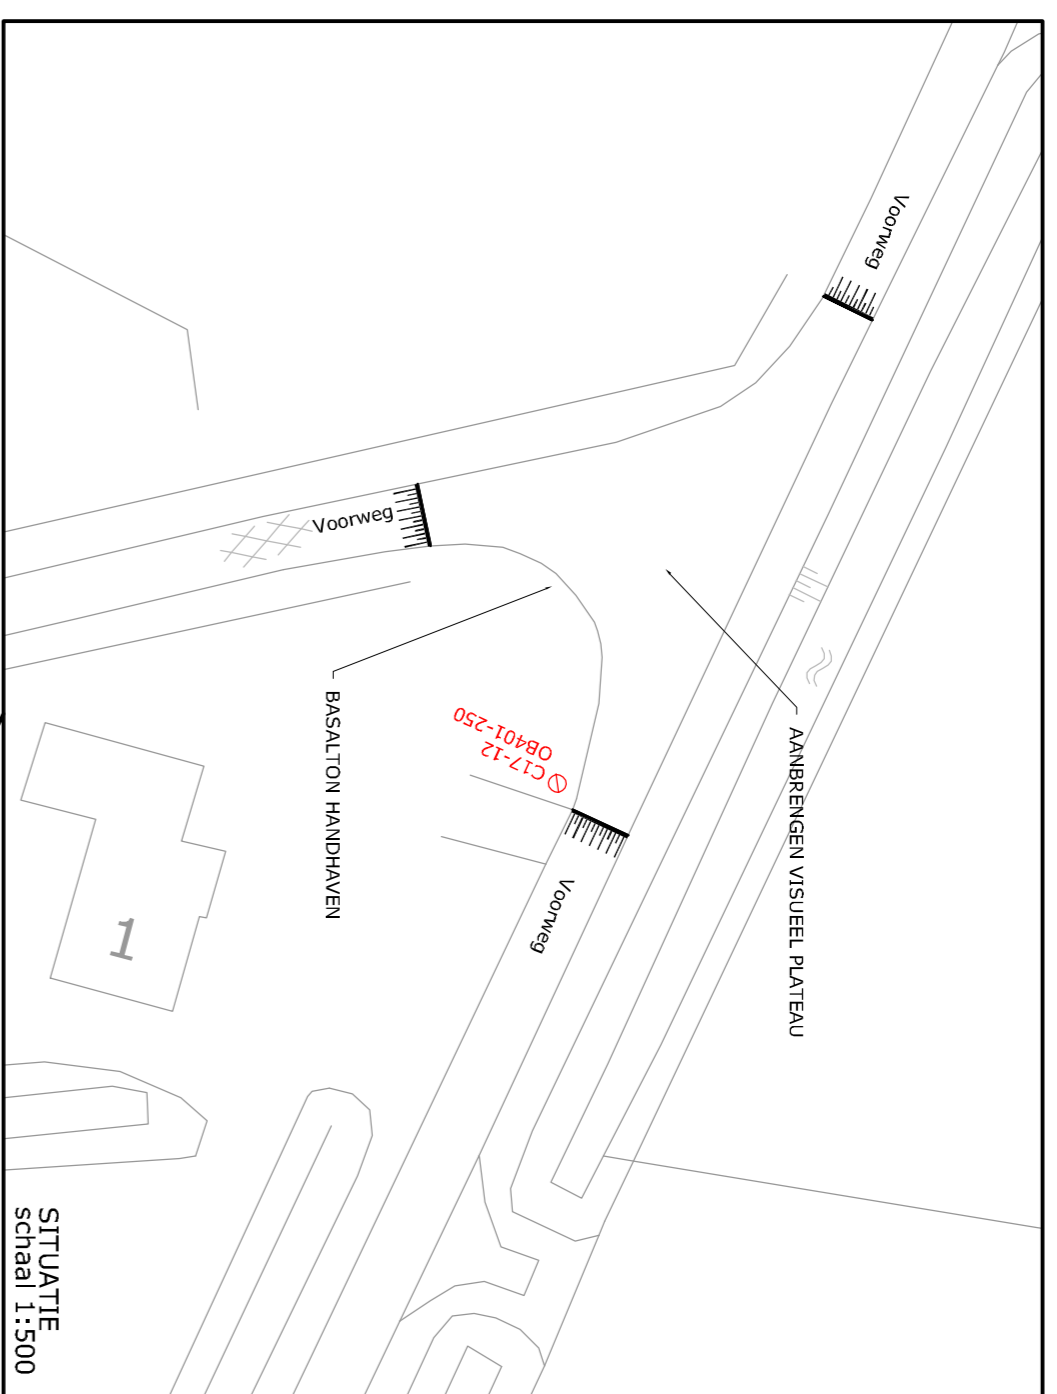 Voorweg
Voorweg
AANBRENGEN VISUEEL PLATEAU
BASALTON HANDHAVEN
C17-12
OB401-250
Voorweg
1
SITUATIE
schaal 1:500